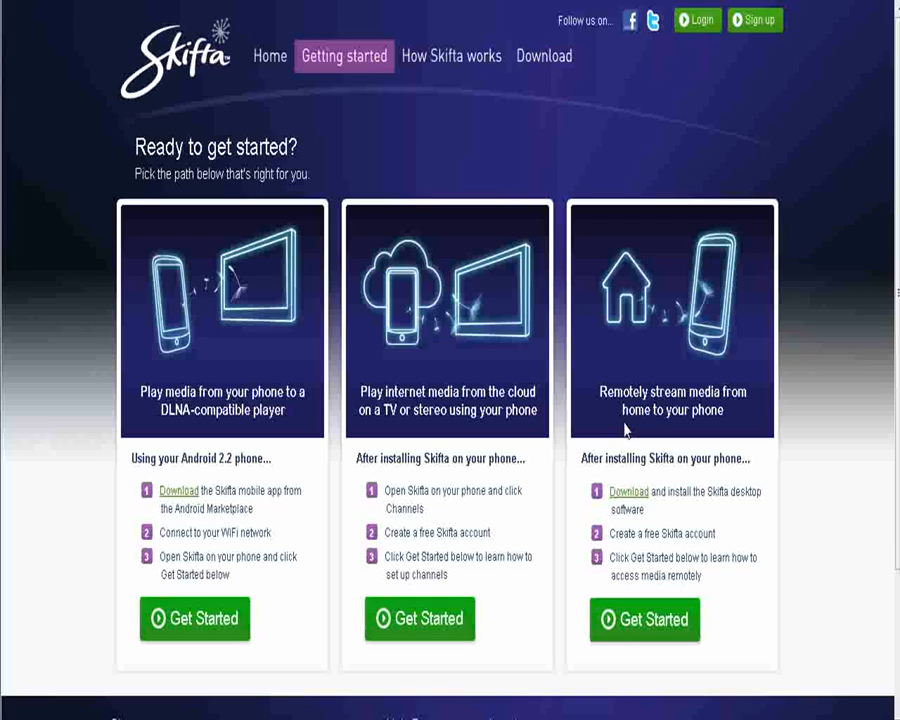 Follow us on...
Login
Sign up
Skifta
Home
Getting started
How Skifta works
Download
Ready to get started?
Pick the path below that's right for you.
Play media from your phone to a
DLNA-compatible player
Using your Android 2.2 phone...
1 Download the Skifta mobile app from
the Android Marketplace
2 Connect to your WiFi network
3 Open Skifta on your phone and click
Get Started below
Get Started
Play internet media from the cloud
on a TV or stereo using your phone
After installing Skifta on your phone...
1 Open Skifta on your phone and click
Channels
2 Create a free Skifta account
3 Click Get Started below to learn how to
set up channels
Get Started
Remotely stream media from
home to your phone
After installing Skifta on your phone...
1 Download and install the Skifta desktop
software
2 Create a free Skifta account
3 Click Get Started below to learn how to
access media remotely
Get Started